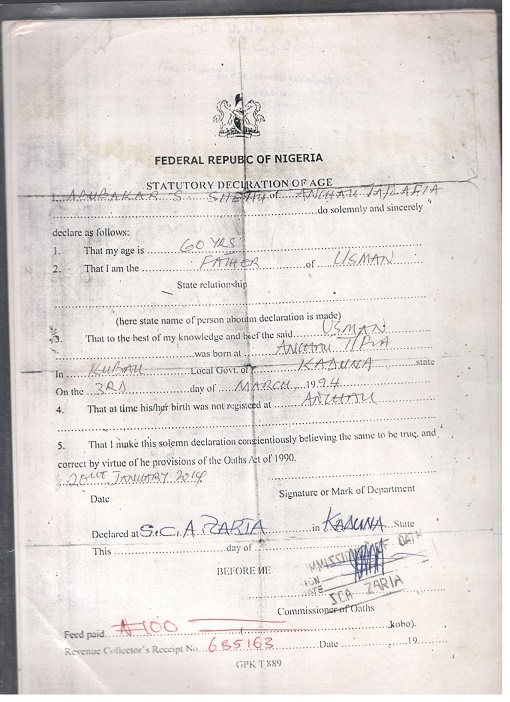 FEDERAL REPUBC OF NIGERIA
STATUTORY DECLRATION OF AGE
I, ABUBAKAR S. SHEHU of ANCHAU
do solemnly and sincerely
declare as follows:
1. That my age is 60 YRS
2. That I am the FATHER of USMAN
State relationship
(here state name of person aboutm declaration is made)
3. That to the best of my knowledge and bief the said USMAN
was born at ANCHAU
In KUBAU Local Govt. of KADUNA state
On the 3RD day of MARCH, 1994
4. That at time his/her birth was not registed at ANCHAU
5. That I make this solemn declaration conscientiously believing the same to be true, and
correct by virtue of he provisions of the Oaths Act of 1990.
JANUARY
Date
Signature or Mark of Department
Declared at S.C.A. ZARIA in KADUNA State
This day of
BEFORE ME
DATE
SCA ZARIA
Commissioner of Oaths
Feed paid ₦100 kobo).
Revenue Collector's Receipt No. 685163 Date 19
GPK T 889